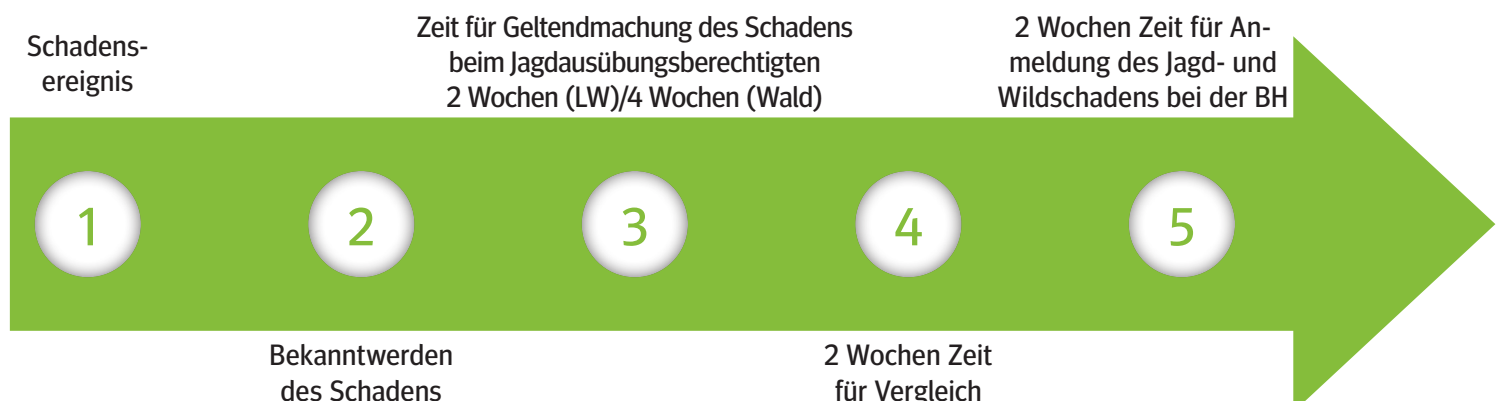 Schadens-
ereignis
Zeit für Geltendmachung des Schadens
beim Jagdausübungsberechtigten
2 Wochen (LW)/4 Wochen (Wald)
2 Wochen Zeit für An-
meldung des Jagd- und
Wildschadens bei der BH
1
2
3
4
5
Bekanntwerden
des Schadens
2 Wochen Zeit
für Vergleich